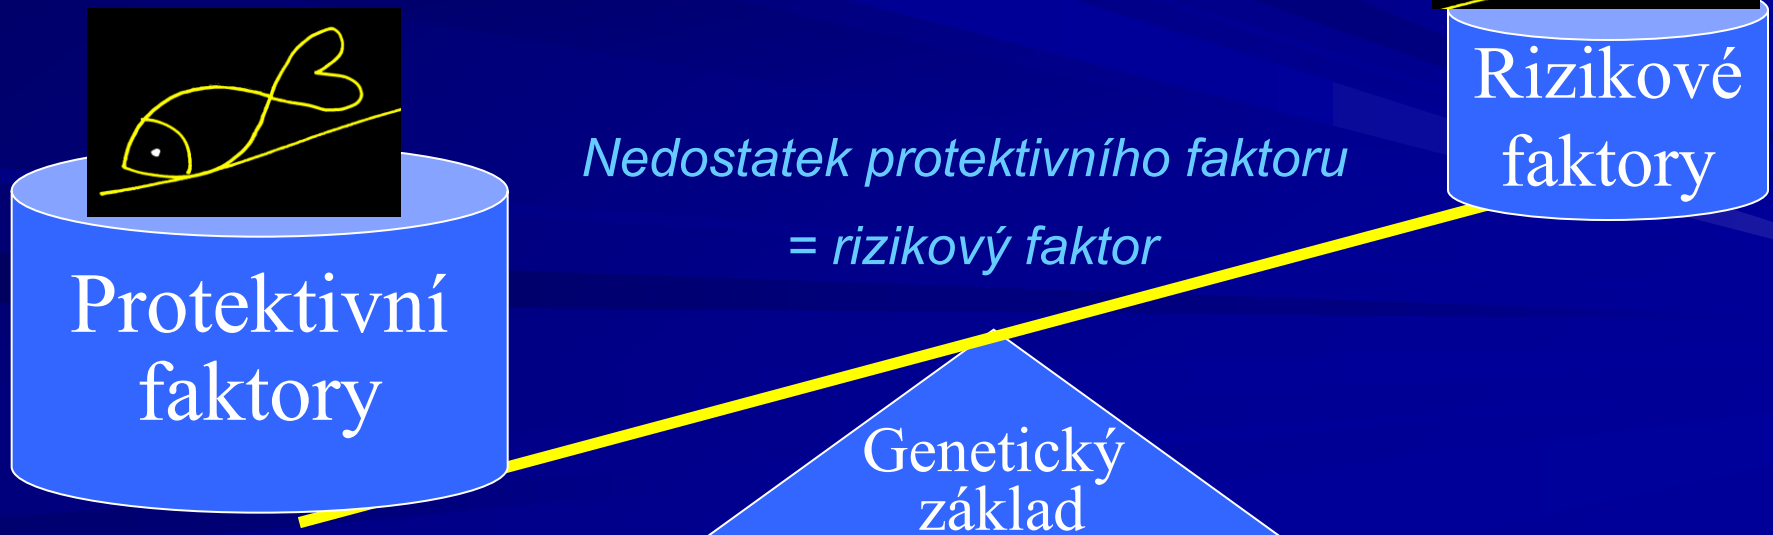 Rizikové
faktory
Nedostatek protektivního faktoru
= rizikový faktor
Protektivní
faktory
Genetický
základ